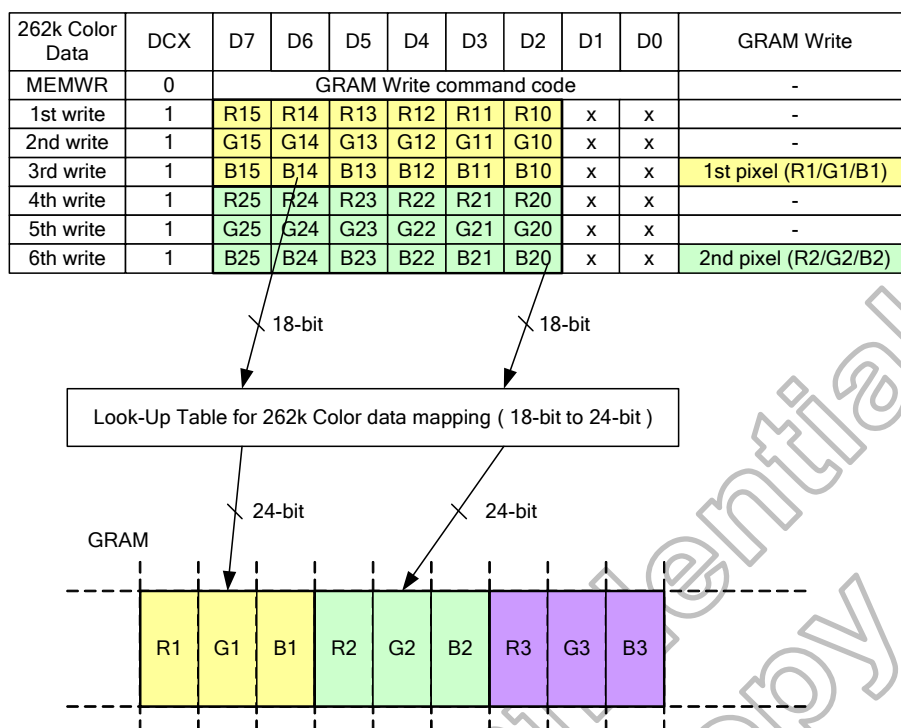 262k Color Data DCX D7 D6 D5 D4 D3 D2 D1 D0 GRAM Write
MEMWR 0 GRAM Write command code -
1st write 1 R15 R14 R13 R12 R11 R10 x x -
2nd write 1 G15 G14 G13 G12 G11 G10 x x -
3rd write 1 B15 B14 B13 B12 B11 B10 x x 1st pixel (R1/G1/B1)
4th write 1 R25 R24 R23 R22 R21 R20 x x -
5th write 1 G25 G24 G23 G22 G21 G20 x x -
6th write 1 B25 B24 B23 B22 B21 B20 x x 2nd pixel (R2/G2/B2)
18-bit 18-bit
Look-Up Table for 262k Color data mapping ( 18-bit to 24-bit )
24-bit 24-bit
GRAM
R1 G1 B1 R2 G2 B2 R3 G3 B3